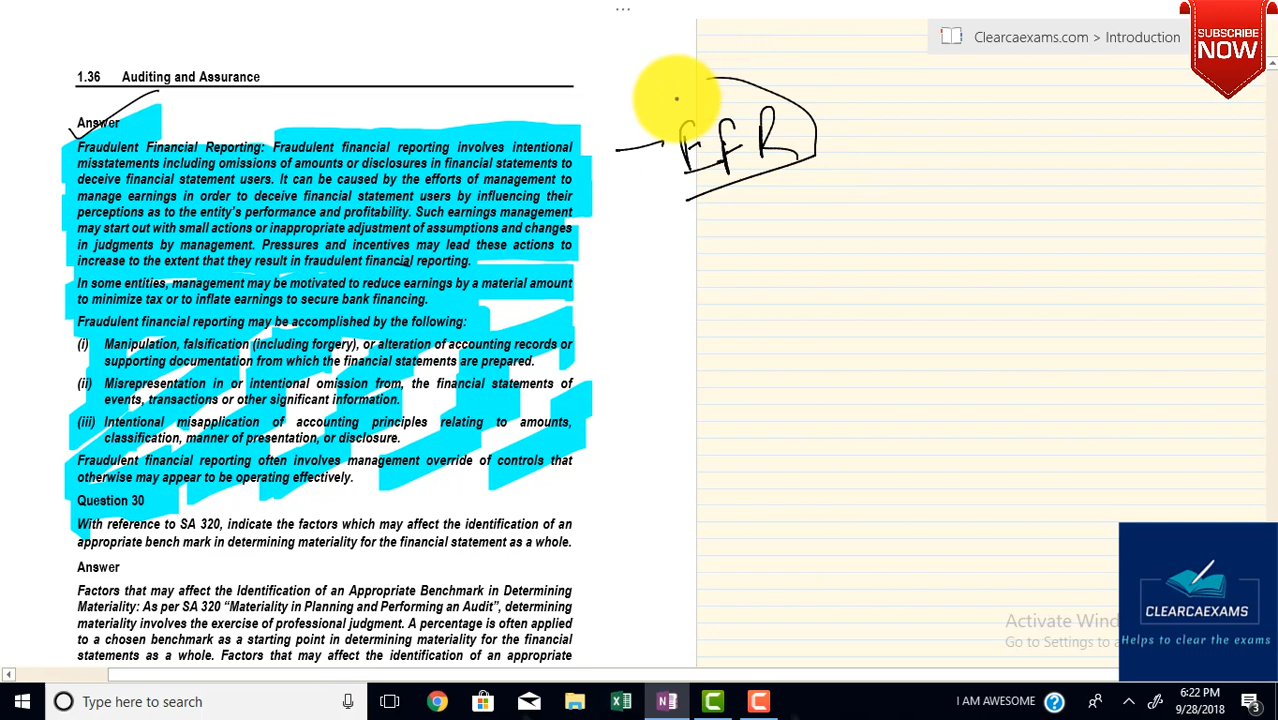 ...
Clearcaexams.com > Introduction
SUBSCRIBE
NOW
1.36 Auditing and Assurance
FFR
Answer
Fraudulent Financial Reporting: Fraudulent financial reporting involves intentional
misstatements including omissions of amounts or disclosures in financial statements to
deceive financial statement users. It can be caused by the efforts of management to
manage earnings in order to deceive financial statement users by influencing their
perceptions as to the entity's performance and profitability. Such earnings management
may start out with small actions or inappropriate adjustment of assumptions and changes
in judgments by management. Pressures and incentives may lead these actions to
increase to the extent that they result in fraudulent financial reporting.
In some entities, management may be motivated to reduce earnings by a material amount
to minimize tax or to inflate earnings to secure bank financing.
Fraudulent financial reporting may be accomplished by the following:
(i) Manipulation, falsification (including forgery), or alteration of accounting records or
supporting documentation from which the financial statements are prepared.
(ii) Misrepresentation in or intentional omission from, the financial statements of
events, transactions or other significant information.
(iii) Intentional misapplication of accounting principles relating to amounts,
classification, manner of presentation, or disclosure.
Fraudulent financial reporting often involves management override of controls that
otherwise may appear to be operating effectively.
Question 30
With reference to SA 320, indicate the factors which may affect the identification of an
appropriate bench mark in determining materiality for the financial statement as a whole.
Answer
Factors that may affect the Identification of an Appropriate Benchmark in Determining
Materiality: As per SA 320 “Materiality in Planning and Performing an Audit”, determining
materiality involves the exercise of professional judgment. A percentage is often applied
to a chosen benchmark as a starting point in determining materiality for the financial
statements as a whole. Factors that may affect the identification of an appropriate
CLEARCAEXAMS
Helps to clear the exams
Activate Wind
Go to Settings to a
Type here to search
I AM AWESOME
6:22 PM
9/28/2018
3